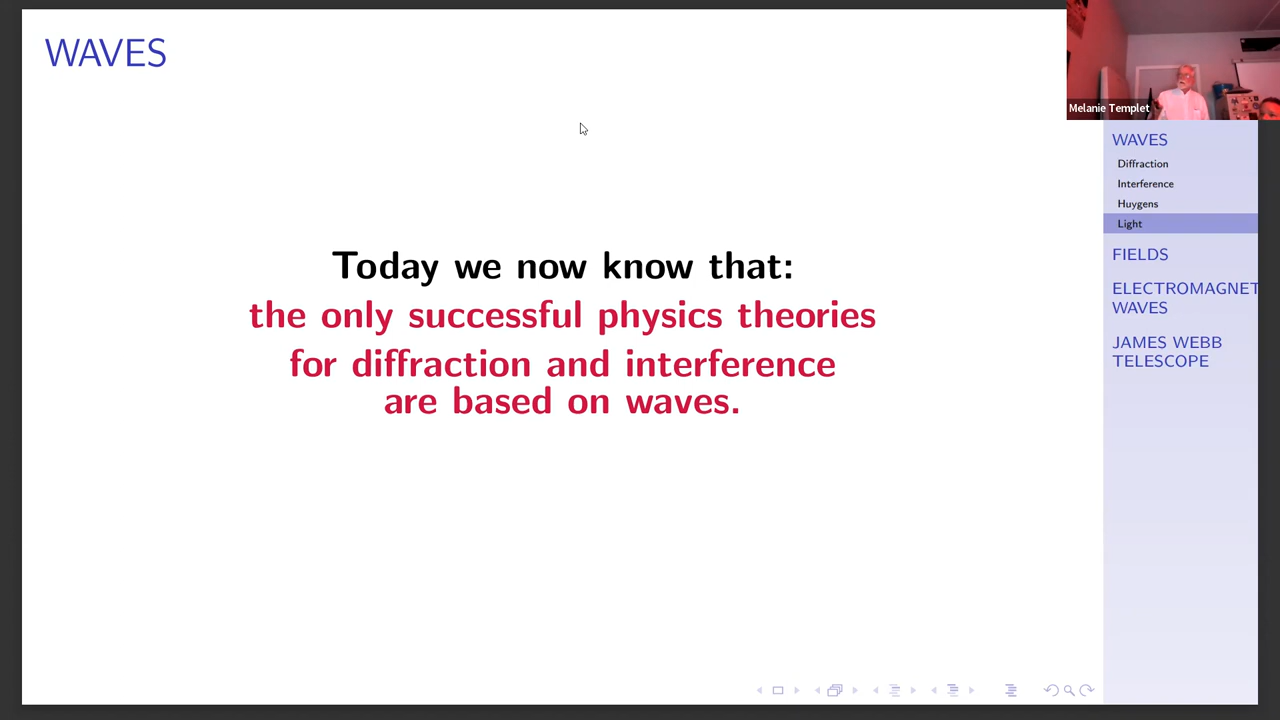 WAVES
Today we now know that:
the only successful physics theories
for diffraction and interference
are based on waves.
Melanie Templet
WAVES
Diffraction
Interference
Huygens
Light
FIELDS
ELECTROMAGNET
WAVES
JAMES WEBB
TELESCOPE